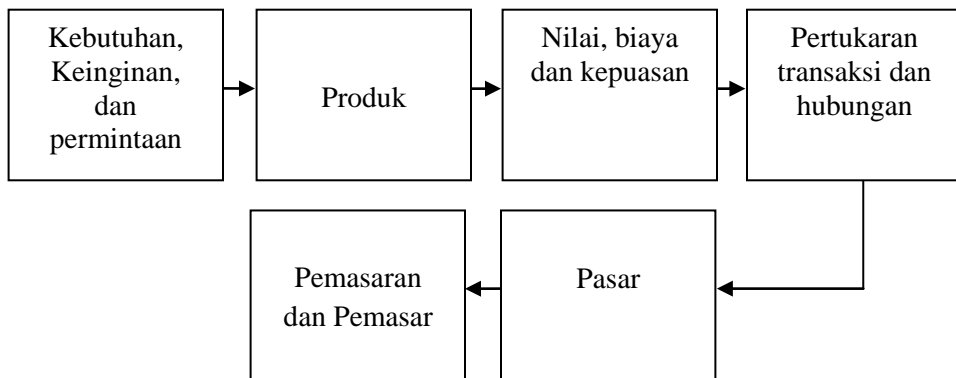 Kebutuhan,
Keinginan,
dan
permintaan
Produk
Nilai, biaya
dan kepuasan
Pertukaran
transaksi dan
hubungan
Pasar
Pemasaran
dan Pemasar